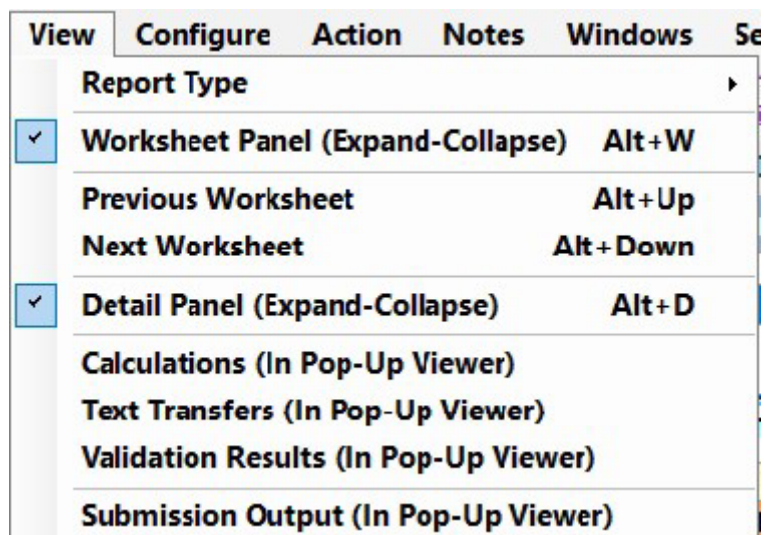 View Configure Action Notes Windows Se
Report Type
Worksheet Panel (Expand-Collapse) Alt+W
Previous Worksheet Alt+Up
Next Worksheet Alt+Down
Detail Panel (Expand-Collapse) Alt+D
Calculations (In Pop-Up Viewer)
Text Transfers (In Pop-Up Viewer)
Validation Results (In Pop-Up Viewer)
Submission Output (In Pop-Up Viewer)